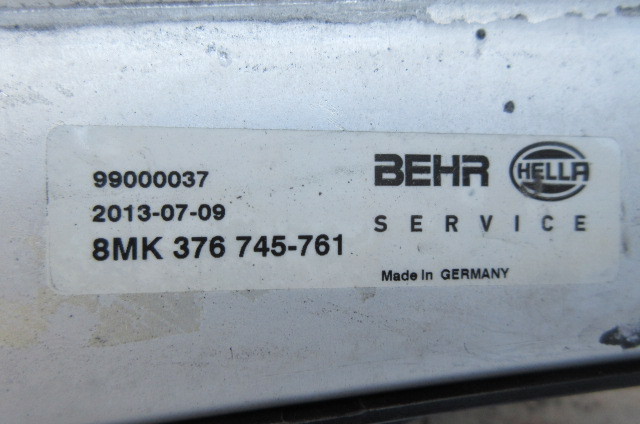 99000037
2013-07-09
8MK 376 745-761
BEHR HELLA
SERVICE
Made In GERMANY